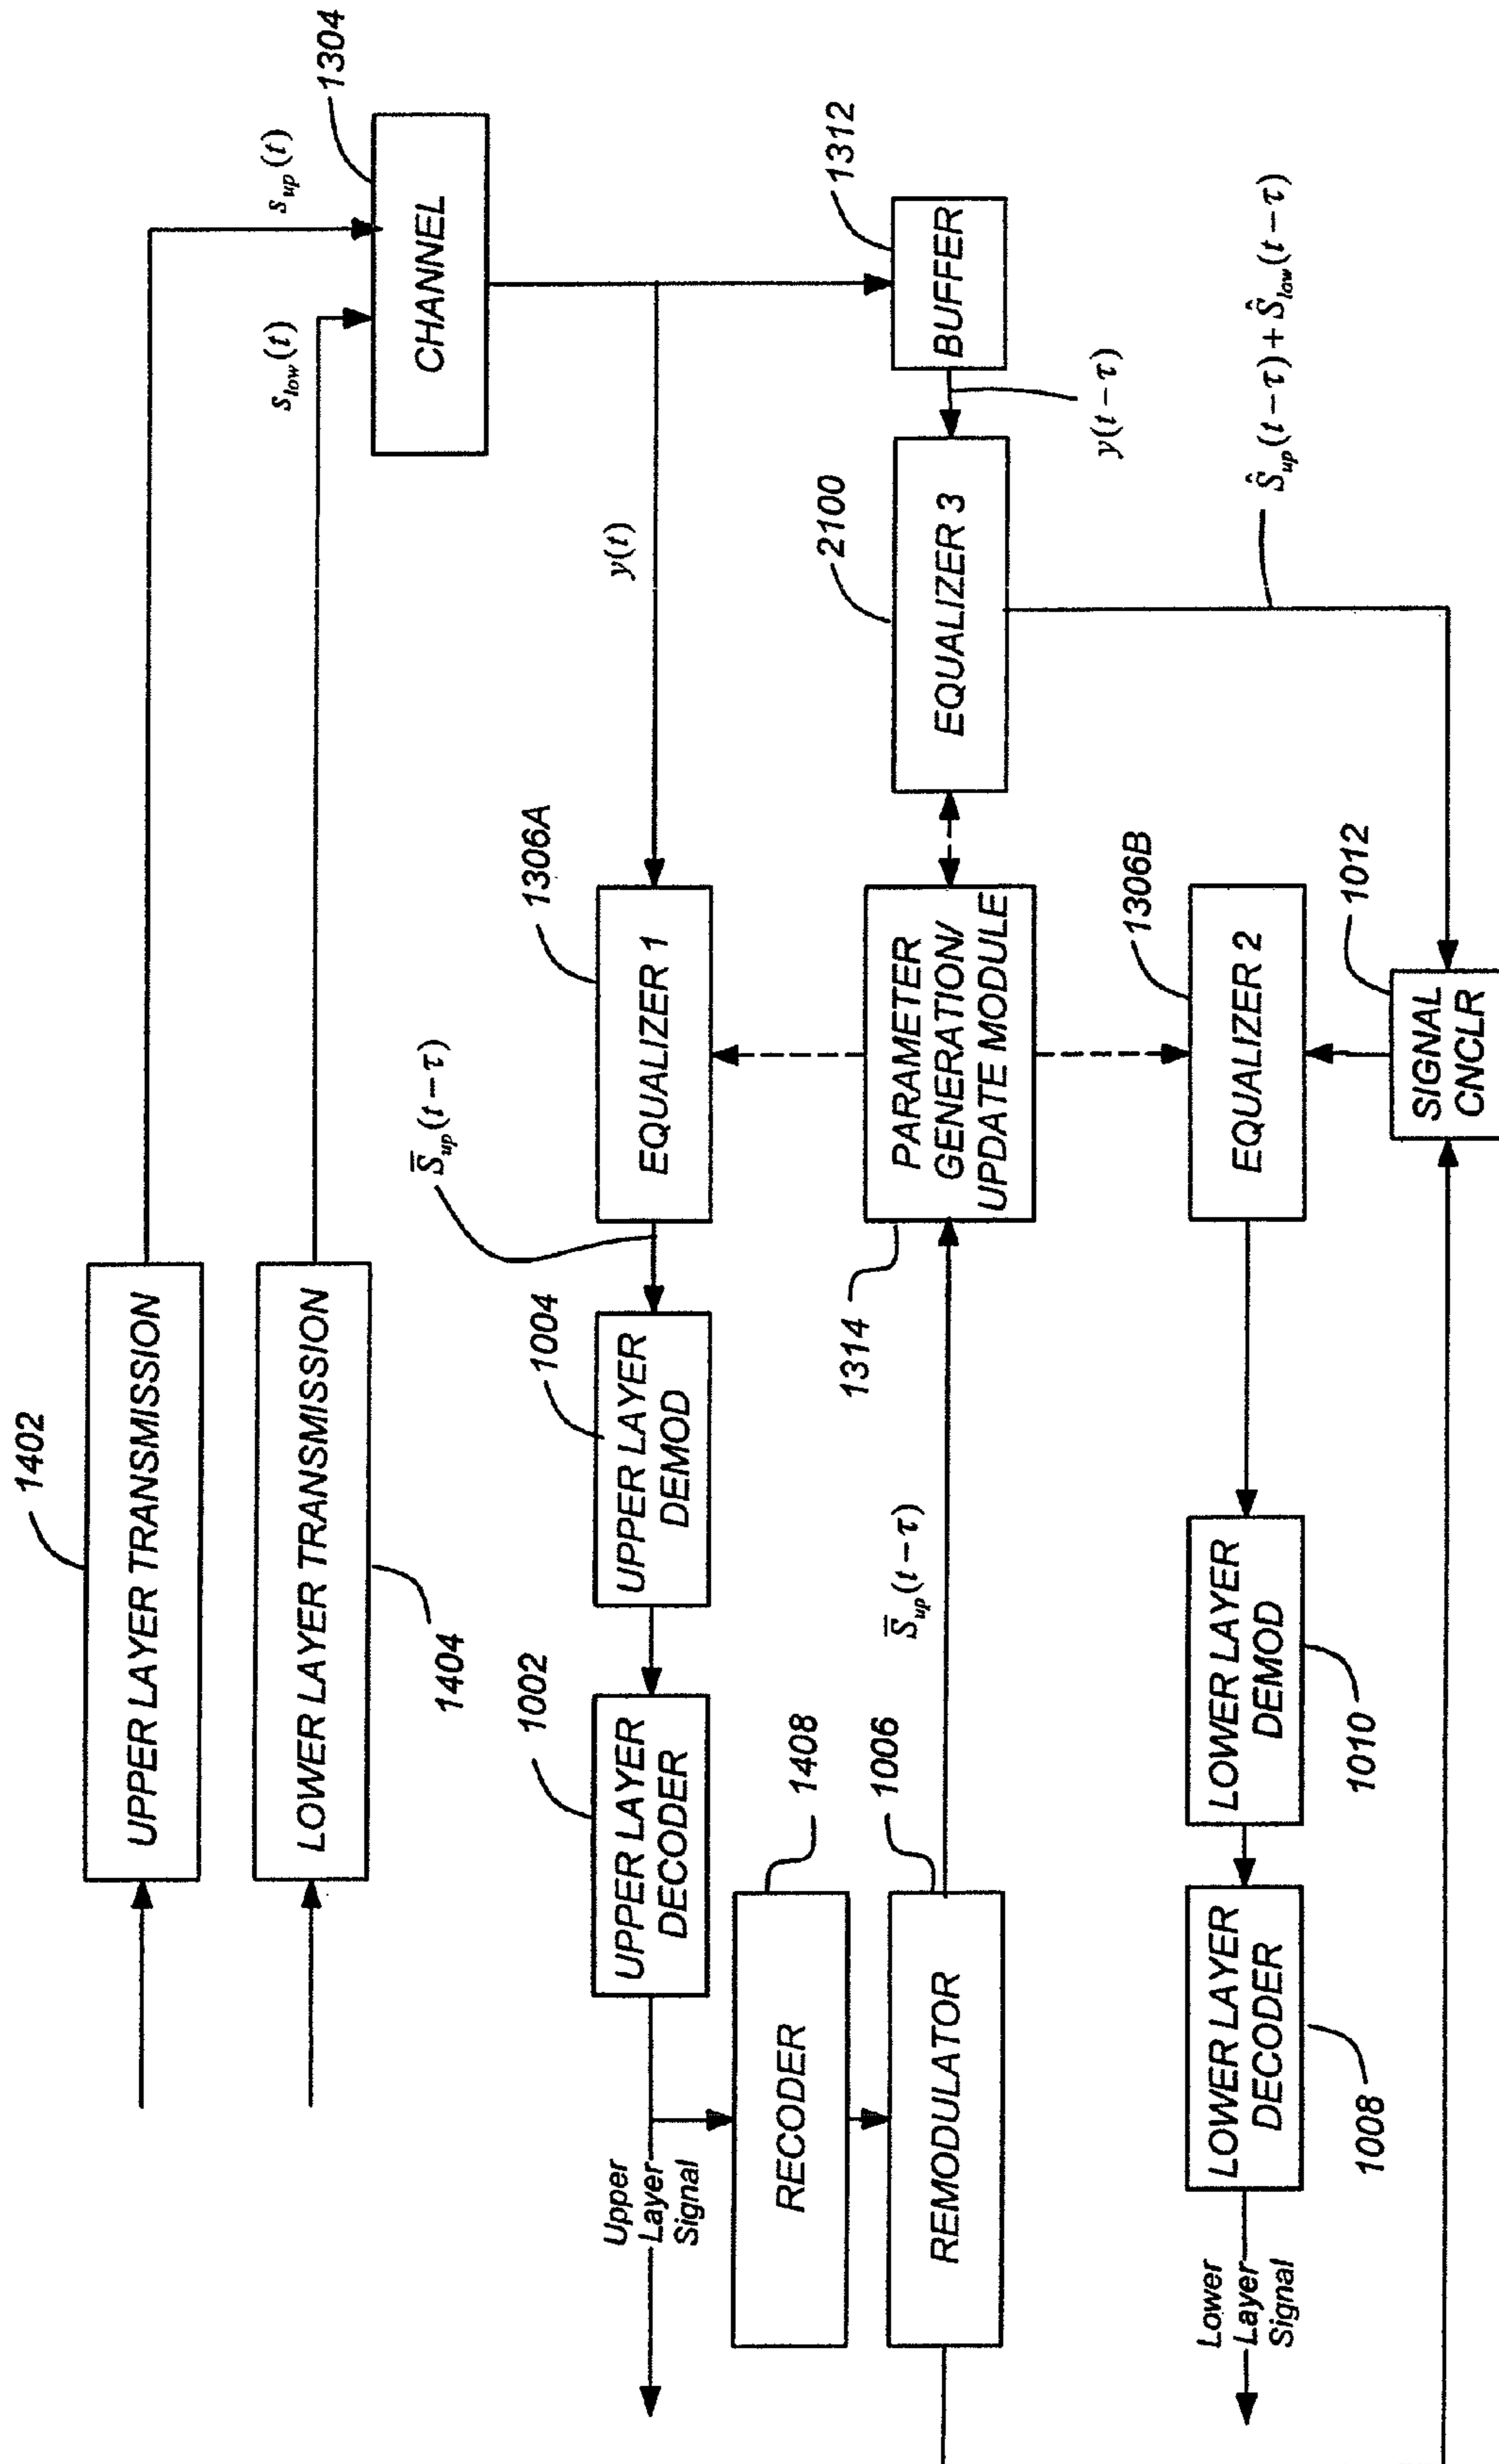 1402
UPPER LAYER TRANSMISSION
LOWER LAYER TRANSMISSION
1404
s_up(t)
s_low(t)
1304
CHANNEL
y(t)
1306A
EQUALIZER 1
S̅_up(t−τ)
1004
UPPER LAYER
DEMOD
1002
UPPER LAYER
DECODER
Upper
Layer
Signal
1408
RECODER
1006
REMODULATOR
S̅_up(t−τ)
1314
PARAMETER
GENERATION/
UPDATE MODULE
2100
EQUALIZER 3
1312
BUFFER
y(t−τ)
Ŝ_up(t−τ)+Ŝ_low(t−τ)
1306B
EQUALIZER 2
1012
SIGNAL
CNCLR
LOWER LAYER
DEMOD
1010
LOWER LAYER
DECODER
1008
Lower
Layer
Signal